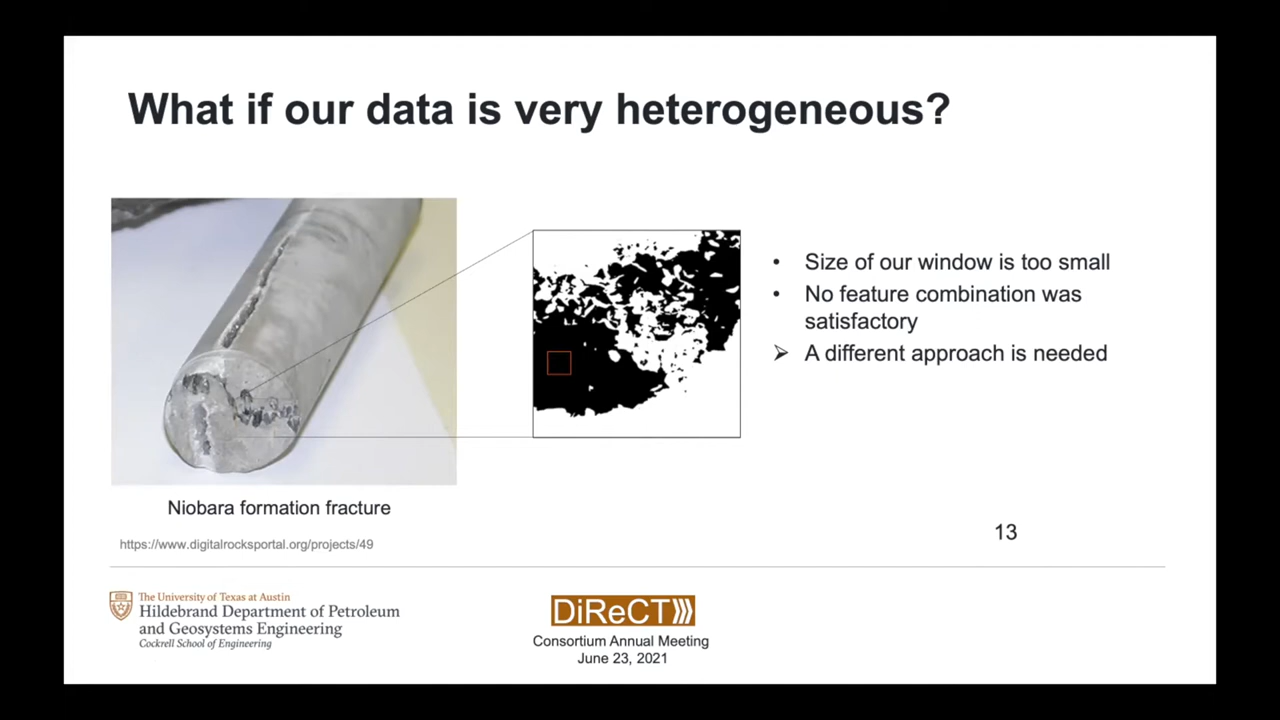 What if our data is very heterogeneous?
• Size of our window is too small
• No feature combination was
satisfactory
➢ A different approach is needed
Niobara formation fracture
https://www.digitalrocksportal.org/projects/49
13
The University of Texas at Austin
Hildebrand Department of Petroleum
and Geosystems Engineering
Cockrell School of Engineering
DiReCT
Consortium Annual Meeting
June 23, 2021